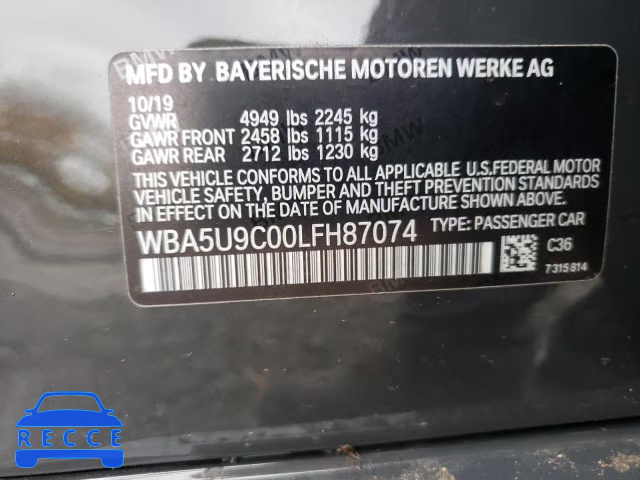 MFD BY BAYERISCHE MOTOREN WERKE AG
10/19
GVWR 4949 lbs 2245 kg
GAWR FRONT 2458 lbs 1115 kg
GAWR REAR 2712 lbs 1230 kg
THIS VEHICLE CONFORMS TO ALL APPLICABLE U.S.FEDERAL MOTOR
VEHICLE SAFETY, BUMPER AND THEFT PREVENTION STANDARDS
IN EFFECT ON THE DATE OF MANUFACTURE SHOWN ABOVE.
WBA5U9C00LFH87074 TYPE: PASSENGER CAR
C36
7315814
BMW
RECCE